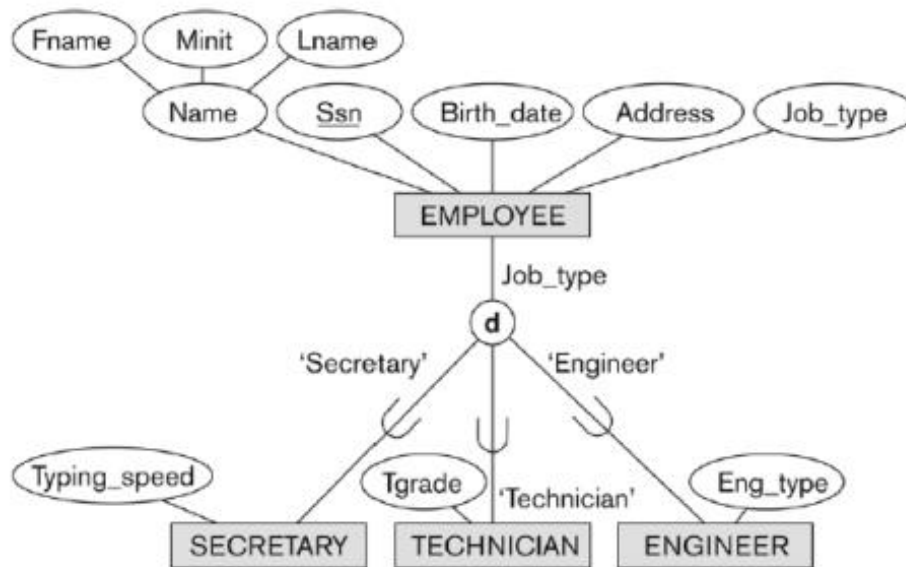 Fname Minit Lname
Name Ssn Birth_date Address Job_type
EMPLOYEE
Job_type
d
‘Secretary’ ‘Engineer’
Typing_speed Tgrade ‘Technician’ Eng_type
SECRETARY TECHNICIAN ENGINEER